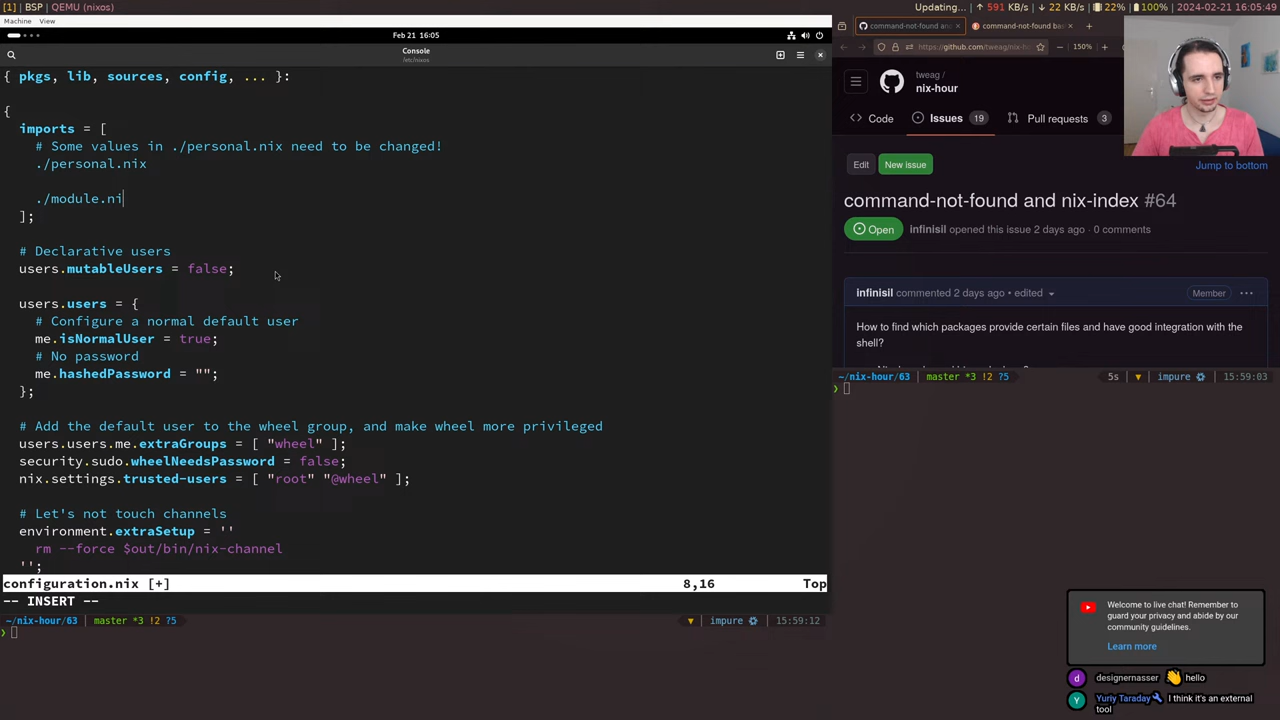 [1] | BSP | QEMU (nixos)
Updating... | ▾ 591 KB/s | ▴ 22 KB/s | 22% | 100% | 2024-02-21 16:05:49
Machine View
Feb 21 16:05
Console
/etc/nixos
{ pkgs, lib, sources, config, ... }:
{
imports = [
# Some values in ./personal.nix need to be changed!
./personal.nix
./module.ni
];
# Declarative users
users.mutableUsers = false;
users.users = {
# Configure a normal default user
me.isNormalUser = true;
# No password
me.hashedPassword = "";
};
# Add the default user to the wheel group, and make wheel more privileged
users.users.me.extraGroups = [ "wheel" ];
security.sudo.wheelNeedsPassword = false;
nix.settings.trusted-users = [ "root" "@wheel" ];
# Let's not touch channels
environment.extraSetup = ''
rm --force $out/bin/nix-channel
'';
configuration.nix [+] 8,16 Top
-- INSERT --
~/nix-hour/63 master *3 !2 ?5 impure 15:59:12
❯
command-not-found and
command-not-found ba
https://github.com/tweag/nix-h
150%
tweag /
nix-hour
Code
Issues 19
Pull requests 3
Edit
New issue
Jump to bottom
command-not-found and nix-index #64
Open
infinisil opened this issue 2 days ago · 0 comments
infinisil commented 2 days ago • edited
Member
How to find which packages provide certain files and have good integration with the
shell?
~/nix-hour/63 master *3 !2 ?5 5s impure 15:59:03
❯
Welcome to live chat! Remember to
guard your privacy and abide by our
community guidelines.
Learn more
d designernasser 👋 hello
Y Yuriy Taraday🔧 I think it's an external
tool